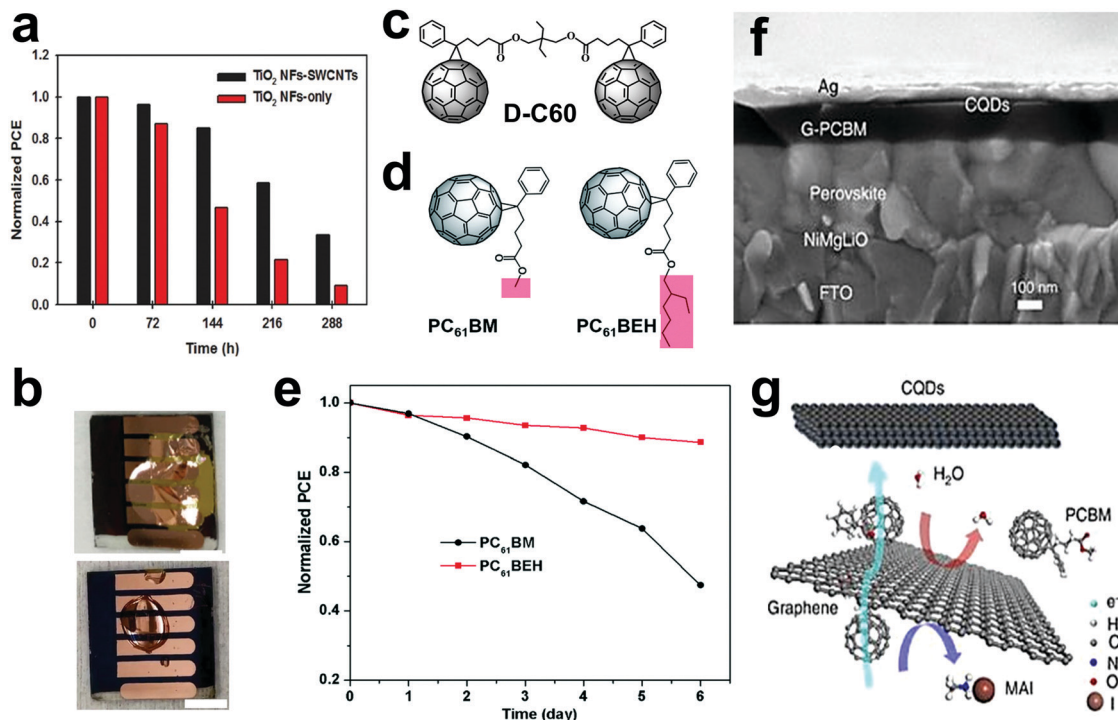 a
TiO₂ NFs-SWCNTs
TiO₂ NFs-only
Normalized PCE
1.0
0.8
0.6
0.4
0.2
0.0
0
72
144
216
288
Time (h)
b
c
O
O
O
O
D-C60
d
O
O
PC₆₁BM
O
O
PC₆₁BEH
e
Normalized PCE
1.0
0.8
0.6
0.4
0.2
PC₆₁BM
PC₆₁BEH
0
1
2
3
4
5
6
Time (day)
f
Ag
CQDs
G-PCBM
Perovskite
NiMgLiO
FTO
100 nm
g
CQDs
H₂O
PCBM
Graphene
MAI
e⁻
H
C
N
O
I